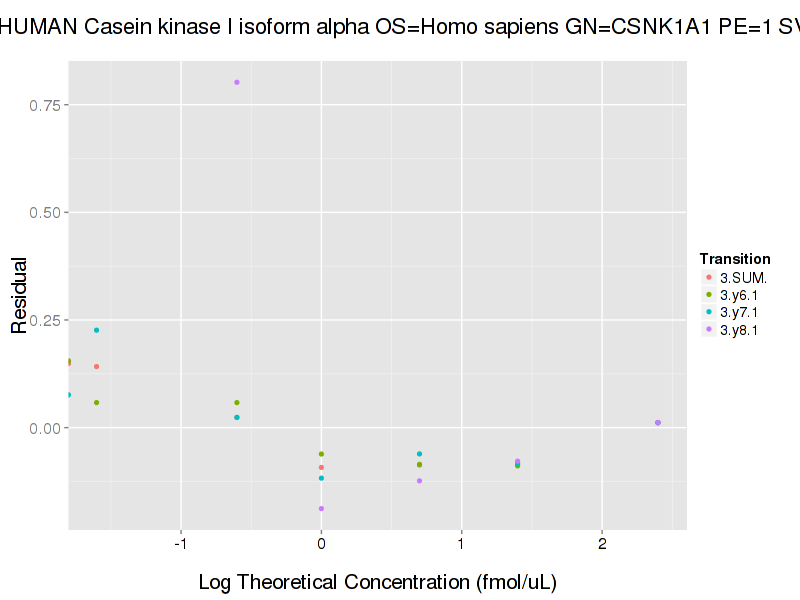 HUMAN Casein kinase I isoform alpha OS=Homo sapiens GN=CSNK1A1 PE=1 SV
0.75
0.50
0.25
0.00
Residual
-1 0 1 2
Log Theoretical Concentration (fmol/uL)
Transition
3.SUM.
3.y6.1
3.y7.1
3.y8.1